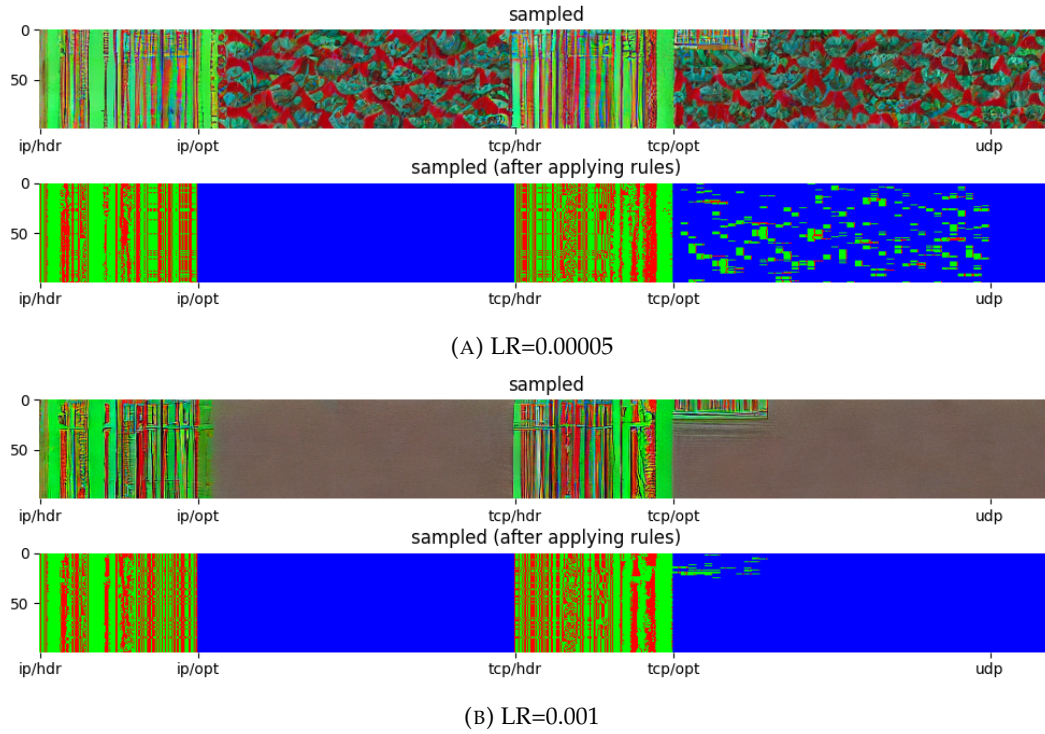 sampled
0
50
ip/hdr ip/opt tcp/hdr tcp/opt udp
sampled (after applying rules)
0
50
ip/hdr ip/opt tcp/hdr tcp/opt udp
(A) LR=0.00005
sampled
0
50
ip/hdr ip/opt tcp/hdr tcp/opt udp
sampled (after applying rules)
0
50
ip/hdr ip/opt tcp/hdr tcp/opt udp
(B) LR=0.001